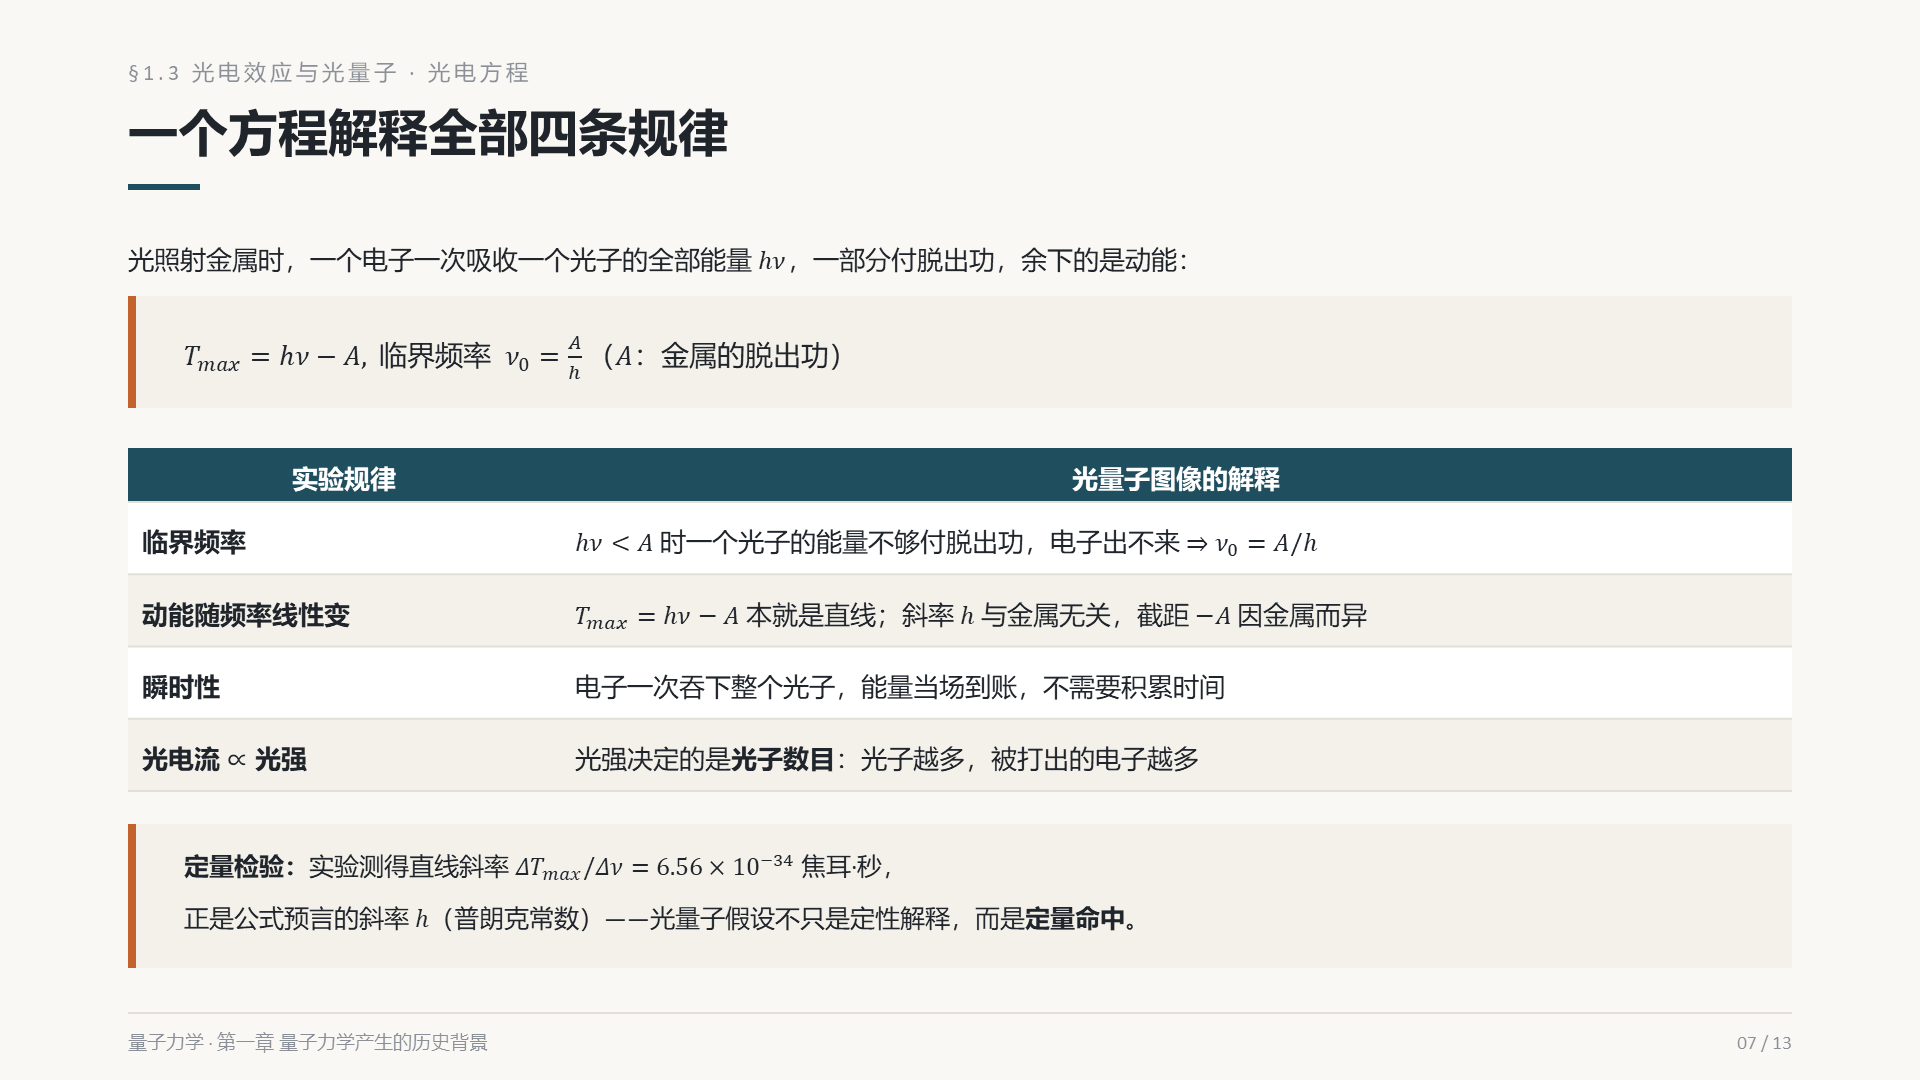 §1.3 光电效应与光量子 · 光电方程
一个方程解释全部四条规律
光照射金属时，一个电子一次吸收一个光子的全部能量 hν，一部分付脱出功，余下的是动能：
T_max = hν − A, 临界频率 ν₀ = A/h （A：金属的脱出功）
实验规律 光量子图像的解释
临界频率 hν < A 时一个光子的能量不够付脱出功，电子出不来 ⇒ ν₀ = A/h
动能随频率线性变 T_max = hν − A 本就是直线；斜率 h 与金属无关，截距 −A 因金属而异
瞬时性 电子一次吞下整个光子，能量当场到账，不需要积累时间
光电流 ∝ 光强 光强决定的是光子数目：光子越多，被打出的电子越多
定量检验：实验测得直线斜率 ΔT_max/Δν = 6.56 × 10⁻³⁴ 焦耳·秒，
正是公式预言的斜率 h（普朗克常数）——光量子假设不只是定性解释，而是定量命中。
量子力学 · 第一章 量子力学产生的历史背景
07 / 13